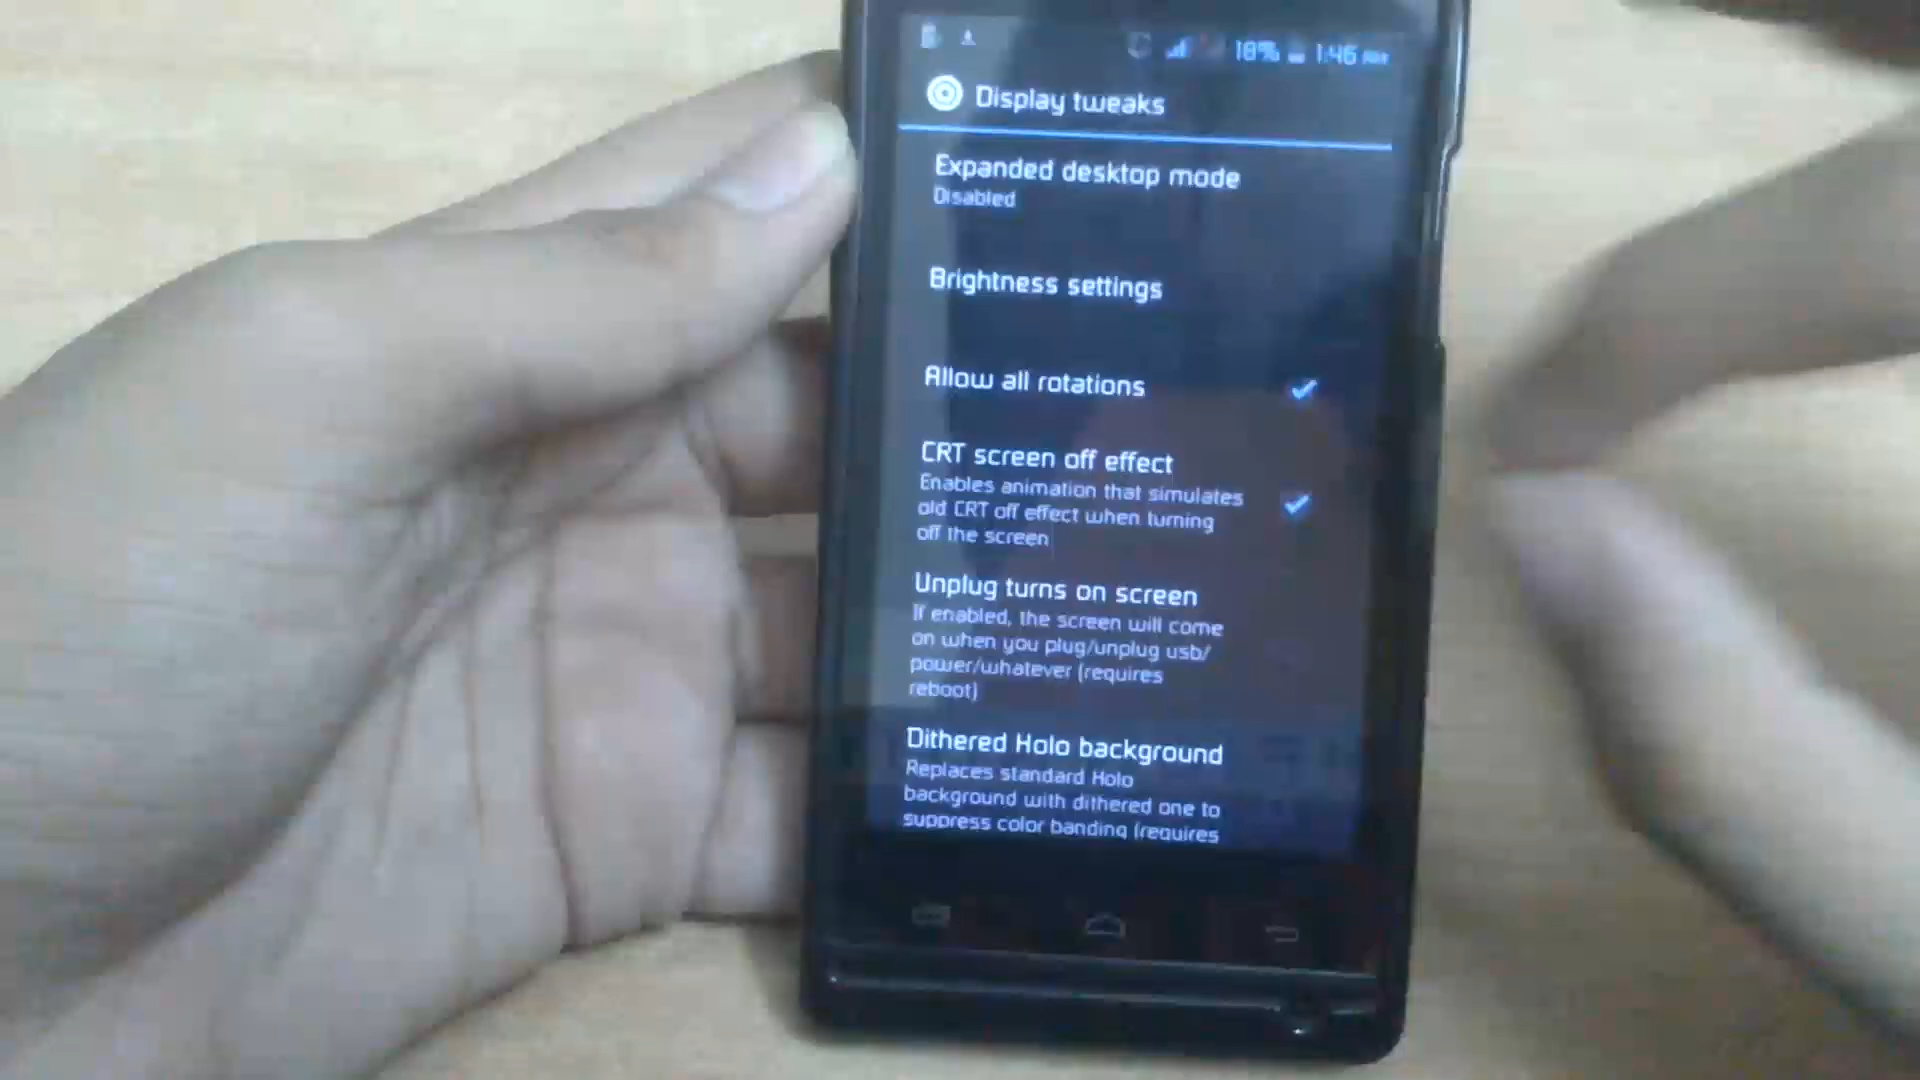 18% 1:46
Display tweaks
Expanded desktop mode
Disabled
Brightness settings
Allow all rotations
CRT screen off effect
Enables animation that simulates
old CRT off effect when turning
off the screen
Unplug turns on screen
If enabled, the screen will come
on when you plug/unplug usb/
power/whatever (requires
reboot)
Dithered Holo background
Replaces standard Holo
background with dithered one to
suppress color banding (requires